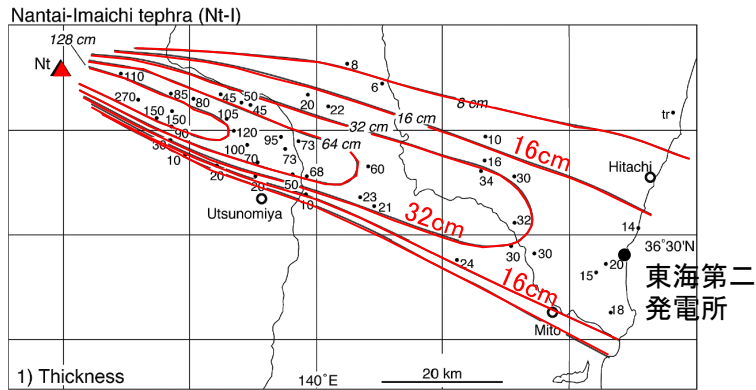 Nantai-Imaichi tephra (Nt-I)
128 cm
Nt
8
6
110
8 cm
270
85
80
45
50
45
20
22
16 cm
tr
150
150
105
32 cm
10
16cm
90
120
95
73
64 cm
30
100
73
16
Hitachi
10
70
60
34
30
20
20
50
68
10
23
21
32cm
32
Utsunomiya
14
36°30'N
30
30
24
20
15
東海第二
発電所
16cm
18
Mito
1) Thickness
140°E
20 km